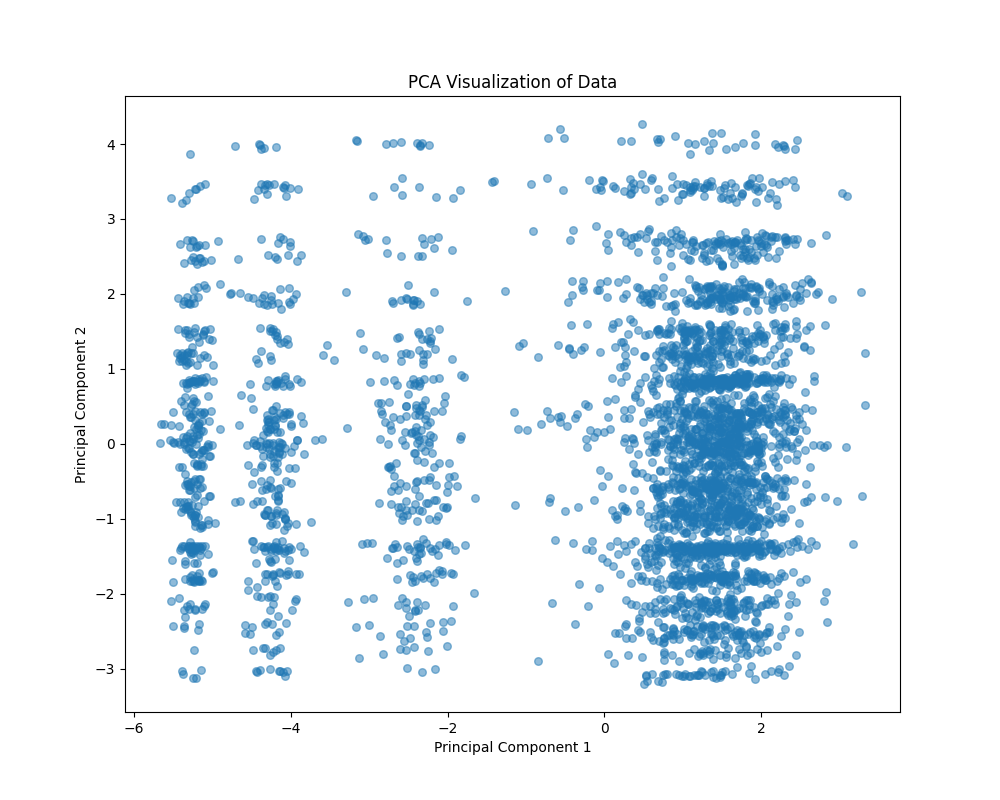 PCA Visualization of Data
4
3
2
1
0
−1
−2
−3
Principal Component 2
−6 −4 −2 0 2
Principal Component 1